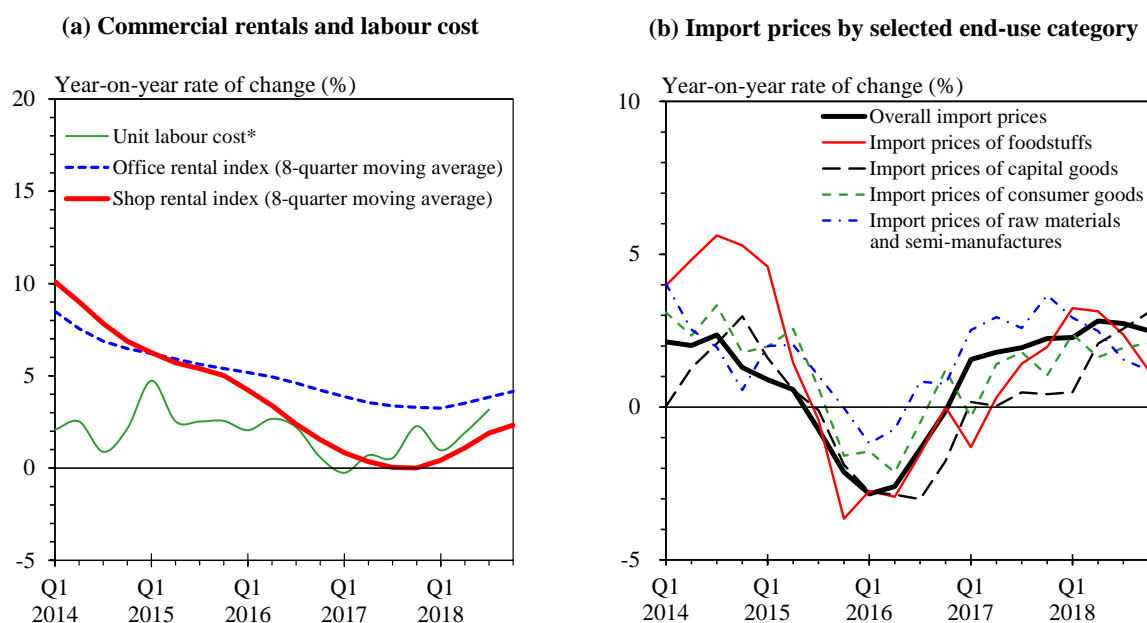 (a) Commercial rentals and labour cost
Year-on-year rate of change (%)
20
15
10
5
0
-5
Unit labour cost*
Office rental index (8-quarter moving average)
Shop rental index (8-quarter moving average)
Q1 Q1 Q1 Q1 Q1
2014 2015 2016 2017 2018
(b) Import prices by selected end-use category
Year-on-year rate of change (%)
10
5
0
-5
Overall import prices
Import prices of foodstuffs
Import prices of capital goods
Import prices of consumer goods
Import prices of raw materials
and semi-manufactures
Q1 Q1 Q1 Q1 Q1
2014 2015 2016 2017 2018